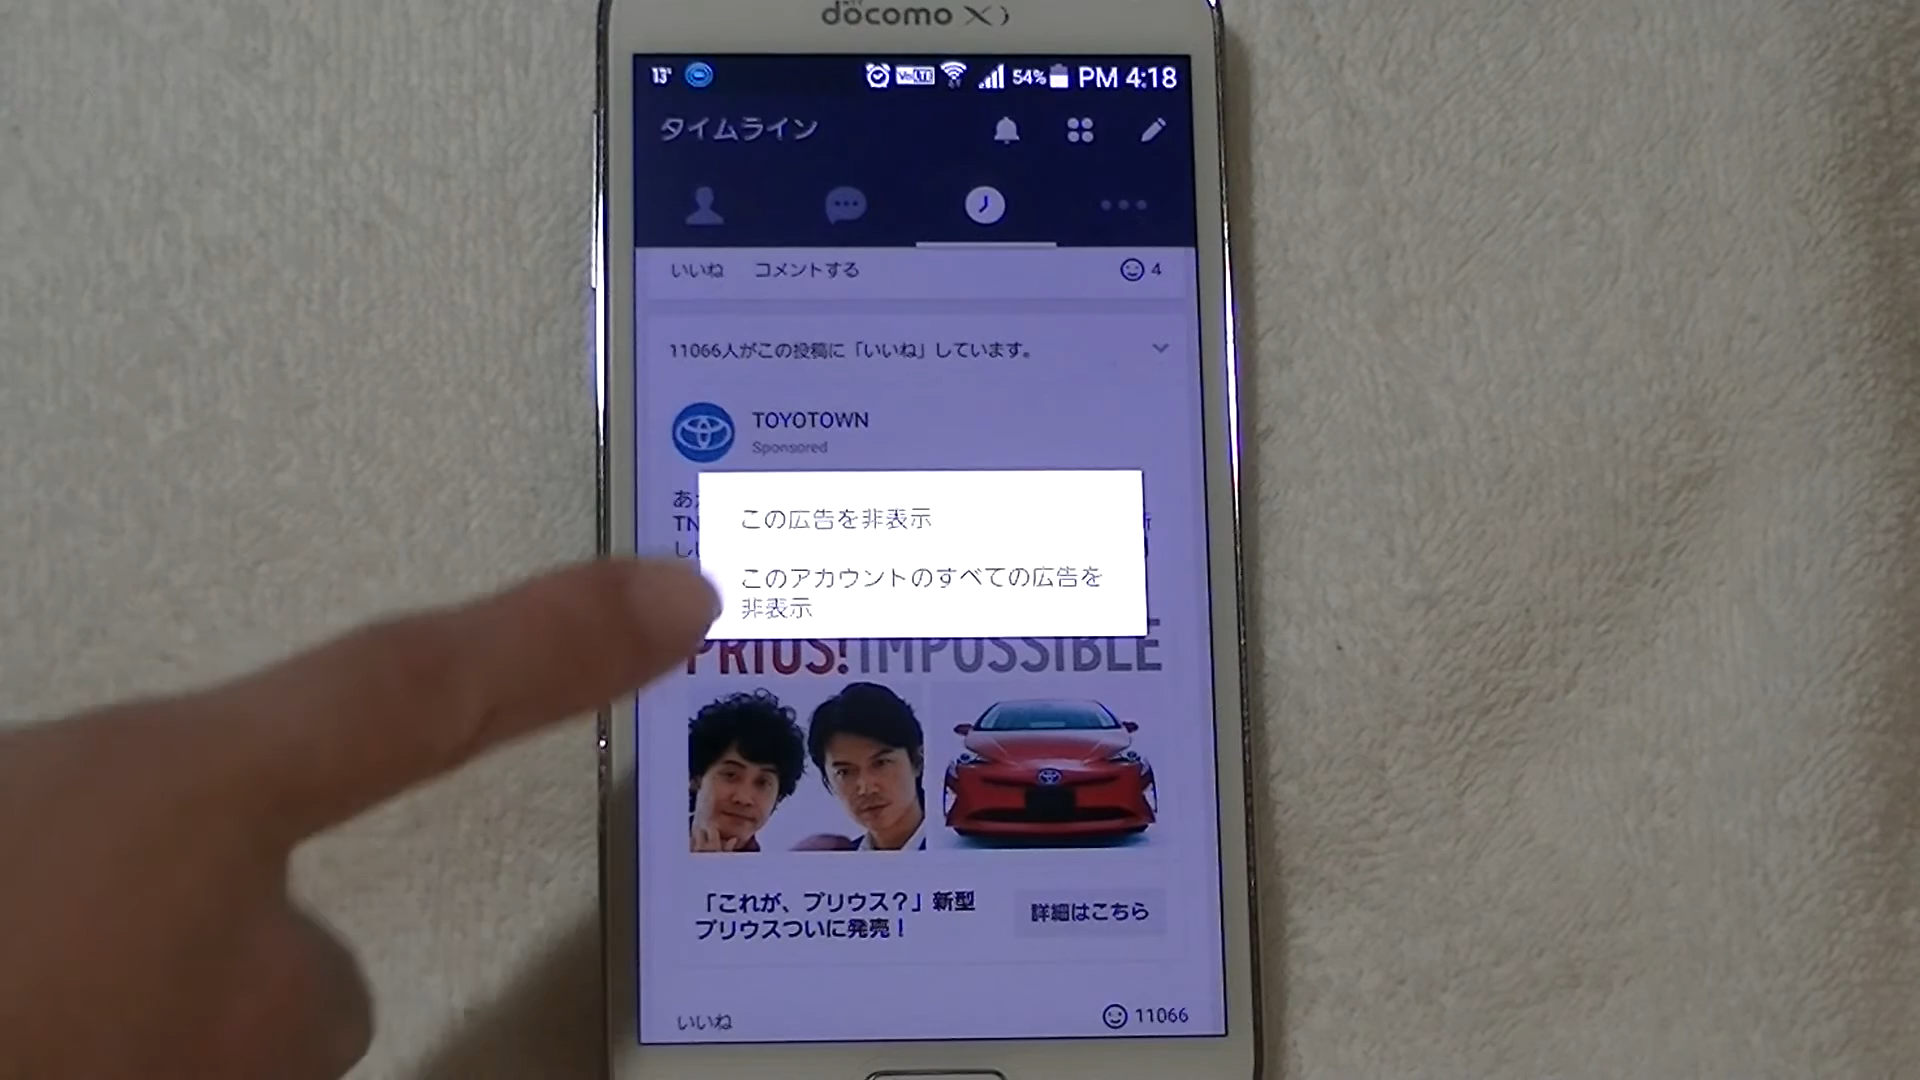 docomo Xi
13° VoLTE 54% PM 4:18
タイムライン
いいね コメントする 4
11066人がこの投稿に「いいね」しています。
TOYOTOWN
Sponsored
この広告を非表示
このアカウントのすべての広告を
非表示
PRIUS! IMPOSSIBLE
「これが、プリウス？」新型
プリウスついに発売！
詳細はこちら
いいね 11066